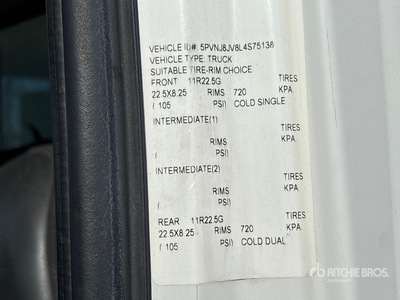 VEHICLE ID#: 5PVNJ8JV8L4S75138
VEHICLE TYPE TRUCK
SUITABLE TIRE-RIM CHOICE
FRONT 11R22.5G TIRES
22.5X8.25 RIMS 720 KPA
( 105 PSI) COLD SINGLE
INTERMEDIATE(1) TIRES
RIMS KPA
( PSI)
INTERMEDIATE(2) TIRES
RIMS KPA
( PSI)
REAR 11R22.5G TIRES
22.5X8.25 RIMS 720 KPA
( 105 PSI) COLD DUAL
RITCHIE BROS.